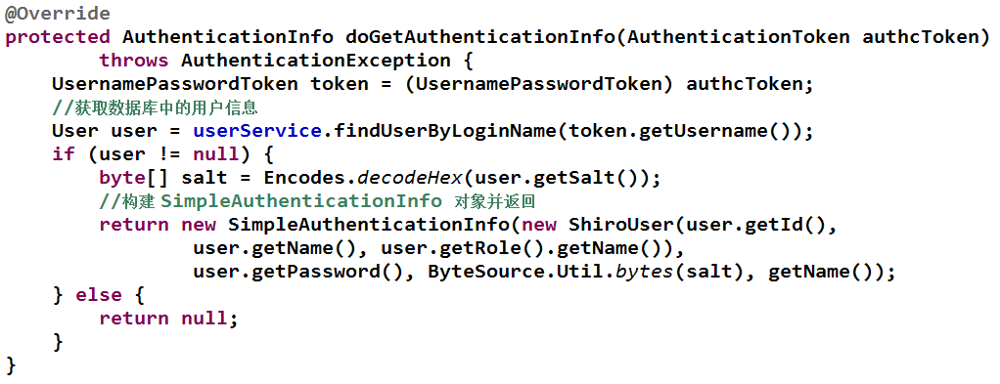 @Override
protected AuthenticationInfo doGetAuthenticationInfo(AuthenticationToken authcToken)
        throws AuthenticationException {
    UsernamePasswordToken token = (UsernamePasswordToken) authcToken;
    //获取数据库中的用户信息
    User user = userService.findUserByLoginName(token.getUsername());
    if (user != null) {
        byte[] salt = Encodes.decodeHex(user.getSalt());
        //构建 SimpleAuthenticationInfo 对象并返回
        return new SimpleAuthenticationInfo(new ShiroUser(user.getId(),
                user.getName(), user.getRole().getName()),
                user.getPassword(), ByteSource.Util.bytes(salt), getName());
    } else {
        return null;
    }
}